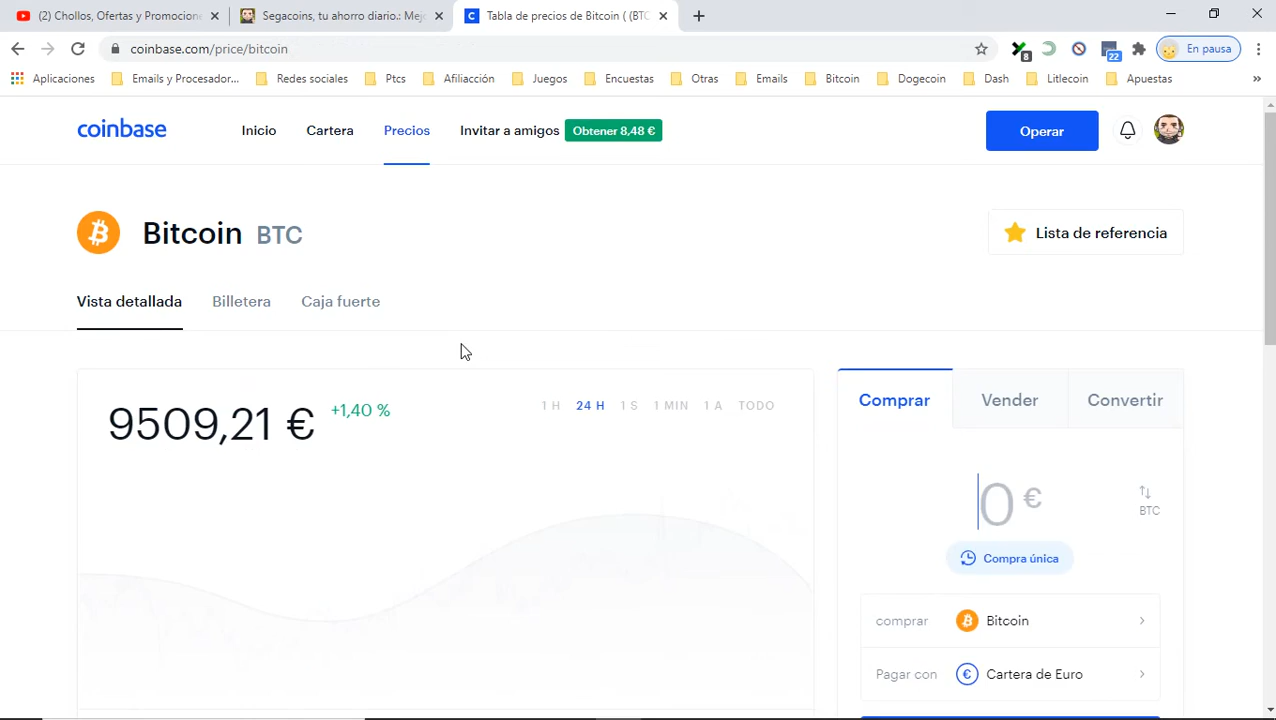 (2) Chollos, Ofertas y Promocione
Segacoins, tu ahorro diario.: Mej
Tabla de precios de Bitcoin ( (BTC
coinbase.com/price/bitcoin
8
22
En pausa
Aplicaciones
Emails y Procesador...
Redes sociales
Ptcs
Afiliacción
Juegos
Encuestas
Otras
Emails
Bitcoin
Dogecoin
Dash
Litlecoin
Apuestas
»
coinbase
Inicio
Cartera
Precios
Invitar a amigos
Obtener 8,48 €
Operar
Bitcoin BTC
Lista de referencia
Vista detallada
Billetera
Caja fuerte
9509,21 € +1,40 %
1 H 24 H 1 S 1 MIN 1 A TODO
Comprar
Vender
Convertir
0 €
BTC
Compra única
comprar Bitcoin
Pagar con Cartera de Euro